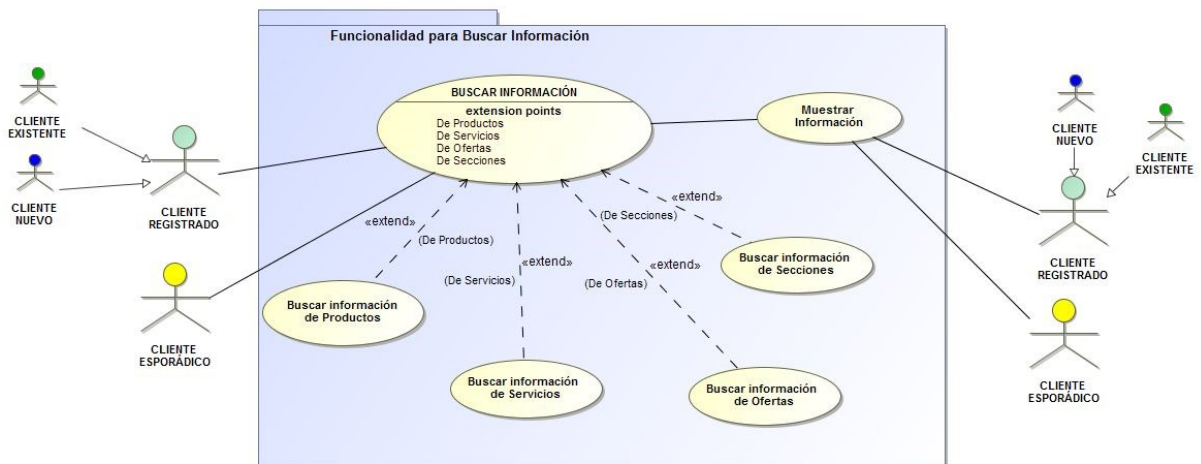 Funcionalidad para Buscar Información
CLIENTE
EXISTENTE
CLIENTE
NUEVO
CLIENTE
REGISTRADO
CLIENTE
ESPORÁDICO
BUSCAR INFORMACIÓN
extension points
De Productos
De Servicios
De Ofertas
De Secciones
Muestrar
Información
«extend»
(De Productos)
«extend»
(De Servicios)
«extend»
(De Ofertas)
(De Secciones)
«extend»
Buscar información
de Productos
Buscar información
de Servicios
Buscar información
de Ofertas
Buscar información
de Secciones
CLIENTE
NUEVO
CLIENTE
EXISTENTE
CLIENTE
REGISTRADO
CLIENTE
ESPORÁDICO